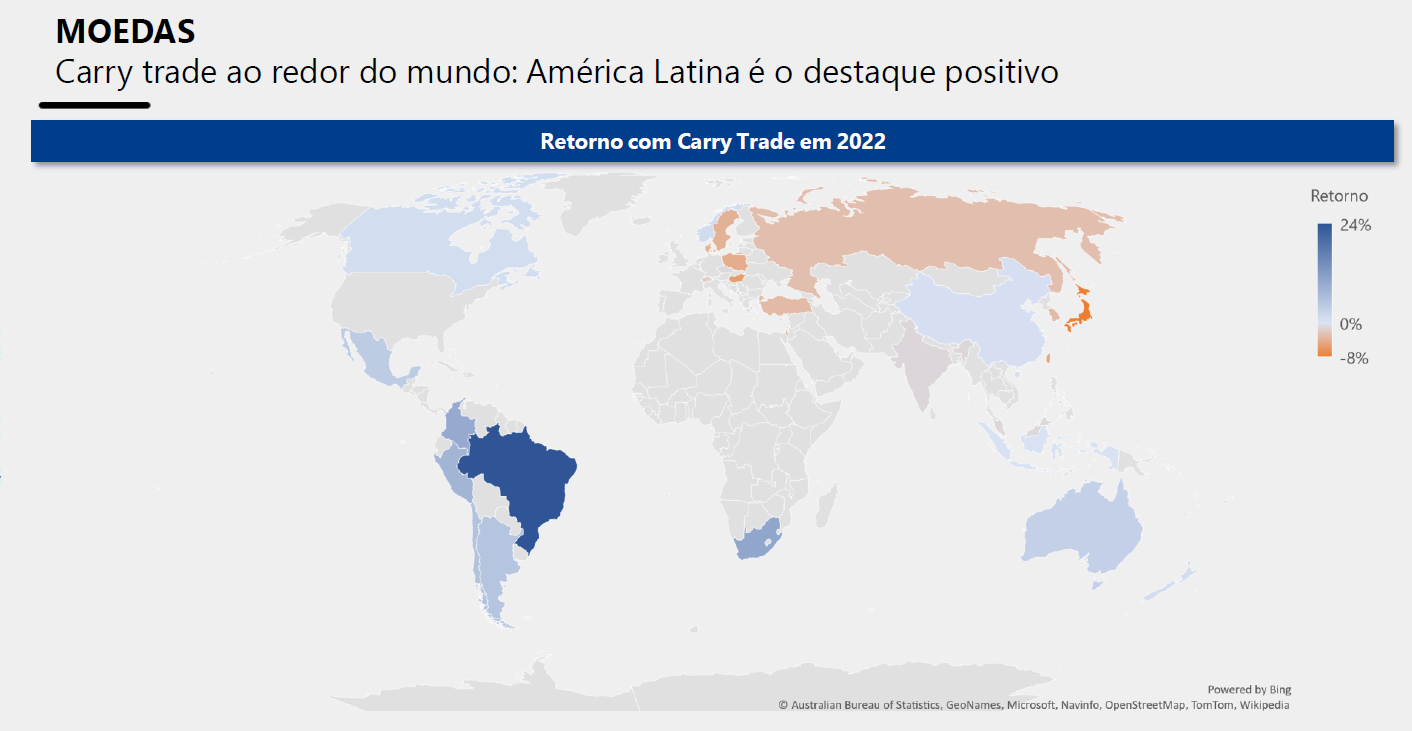 MOEDAS
Carry trade ao redor do mundo: América Latina é o destaque positivo
Retorno com Carry Trade em 2022
Retorno
24%
0%
-8%
Powered by Bing
© Australian Bureau of Statistics, GeoNames, Microsoft, Navinfo, OpenStreetMap, TomTom, Wikipedia